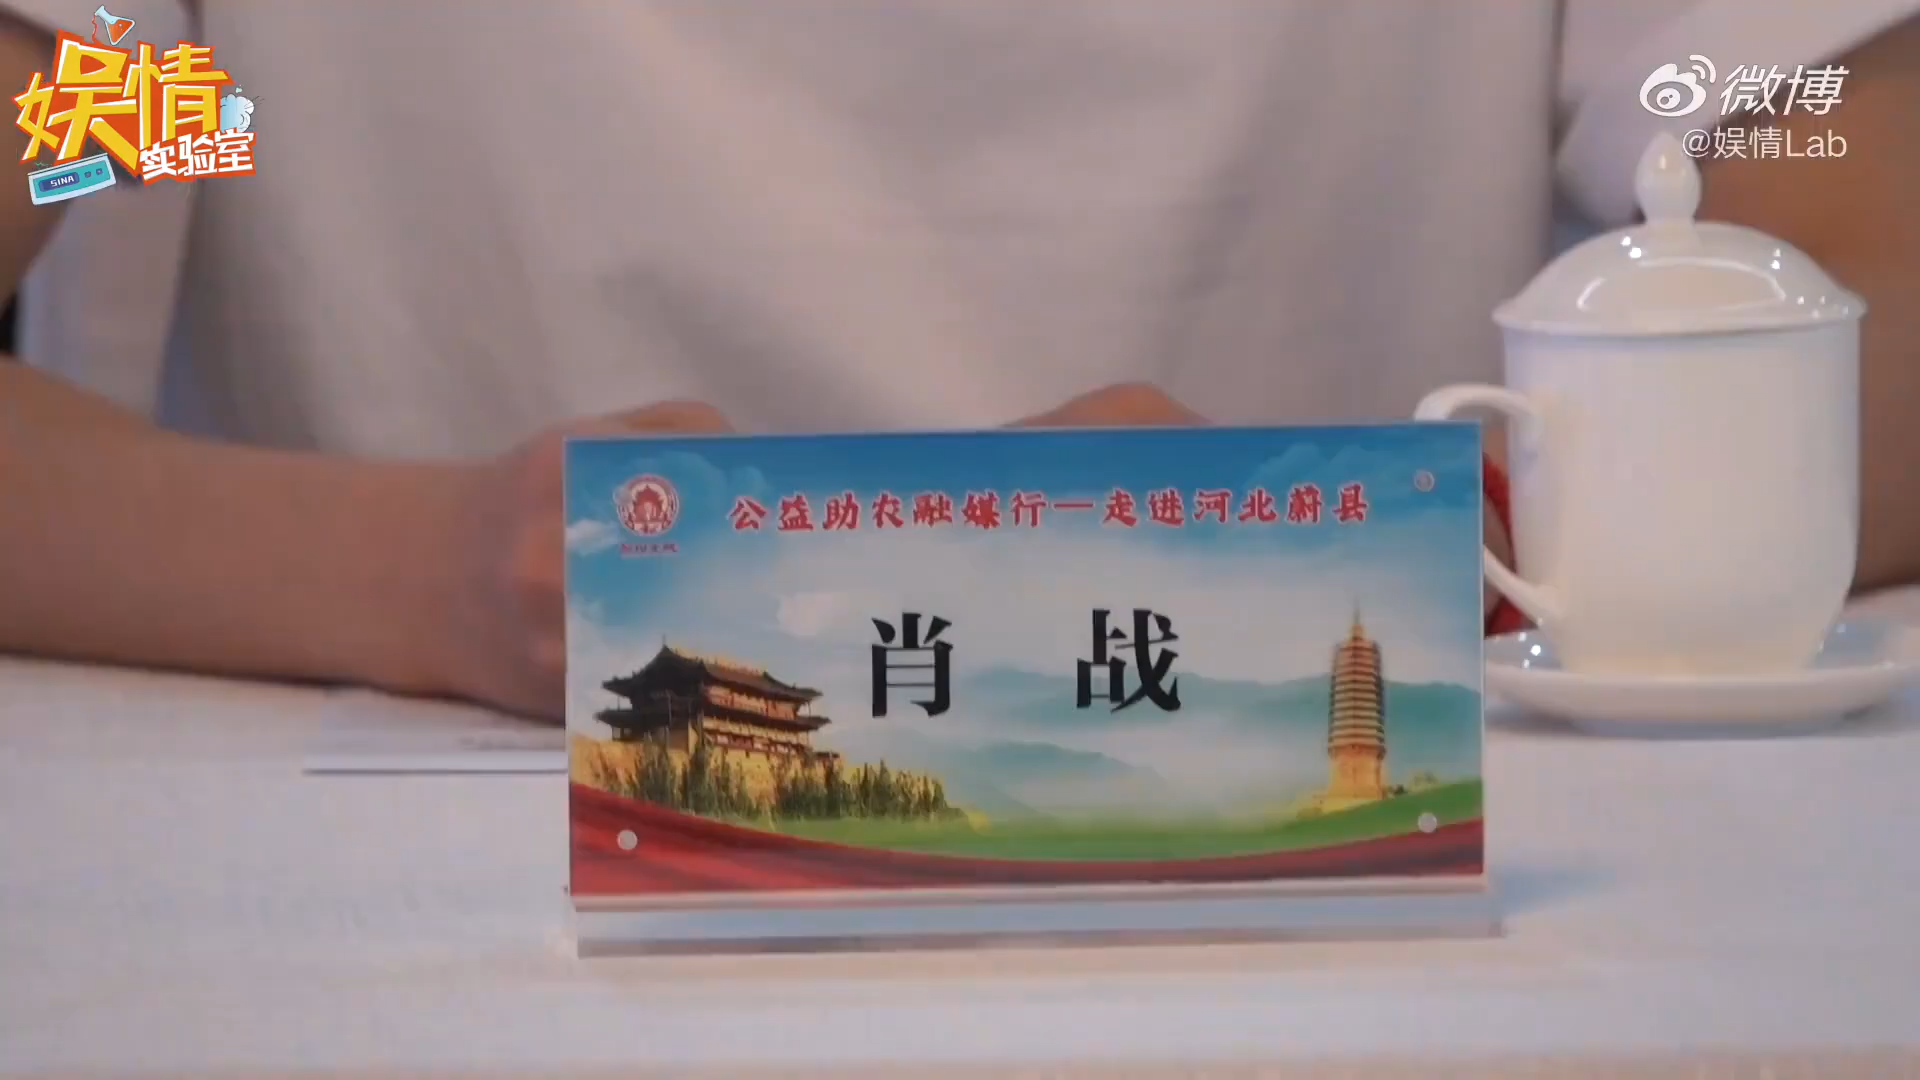 娱情
实验室
SINA
微博
@娱情Lab
公益助农融媒行—走进河北蔚县
肖 战